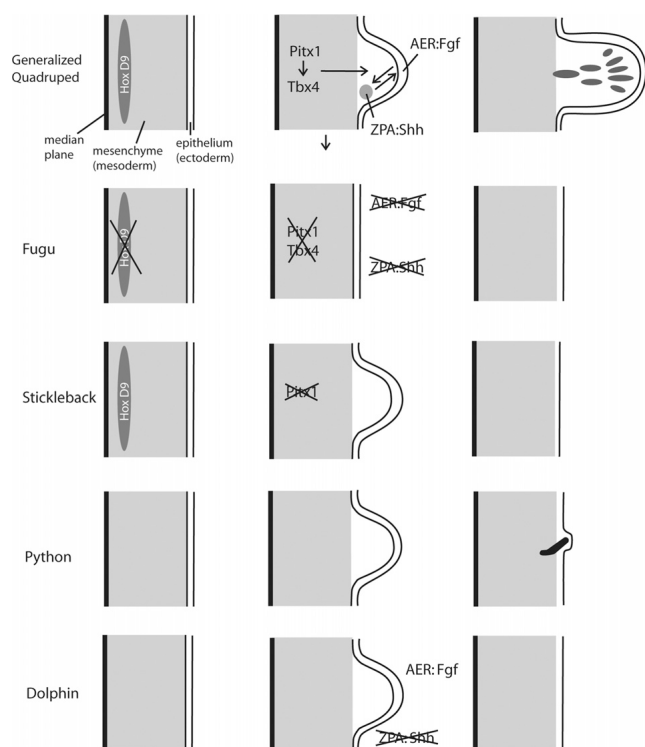 Generalized
Quadruped
Hox D9
median
plane
mesenchyme
(mesoderm)
epithelium
(ectoderm)
Pitx1
Tbx4
AER:Fgf
ZPA:Shh
Fugu
Hox D9
Pitx1
Tbx4
AER:Fgf
ZPA:Shh
Stickleback
Hox D9
Pitx1
Python
Dolphin
AER: Fgf
ZPA: Shh